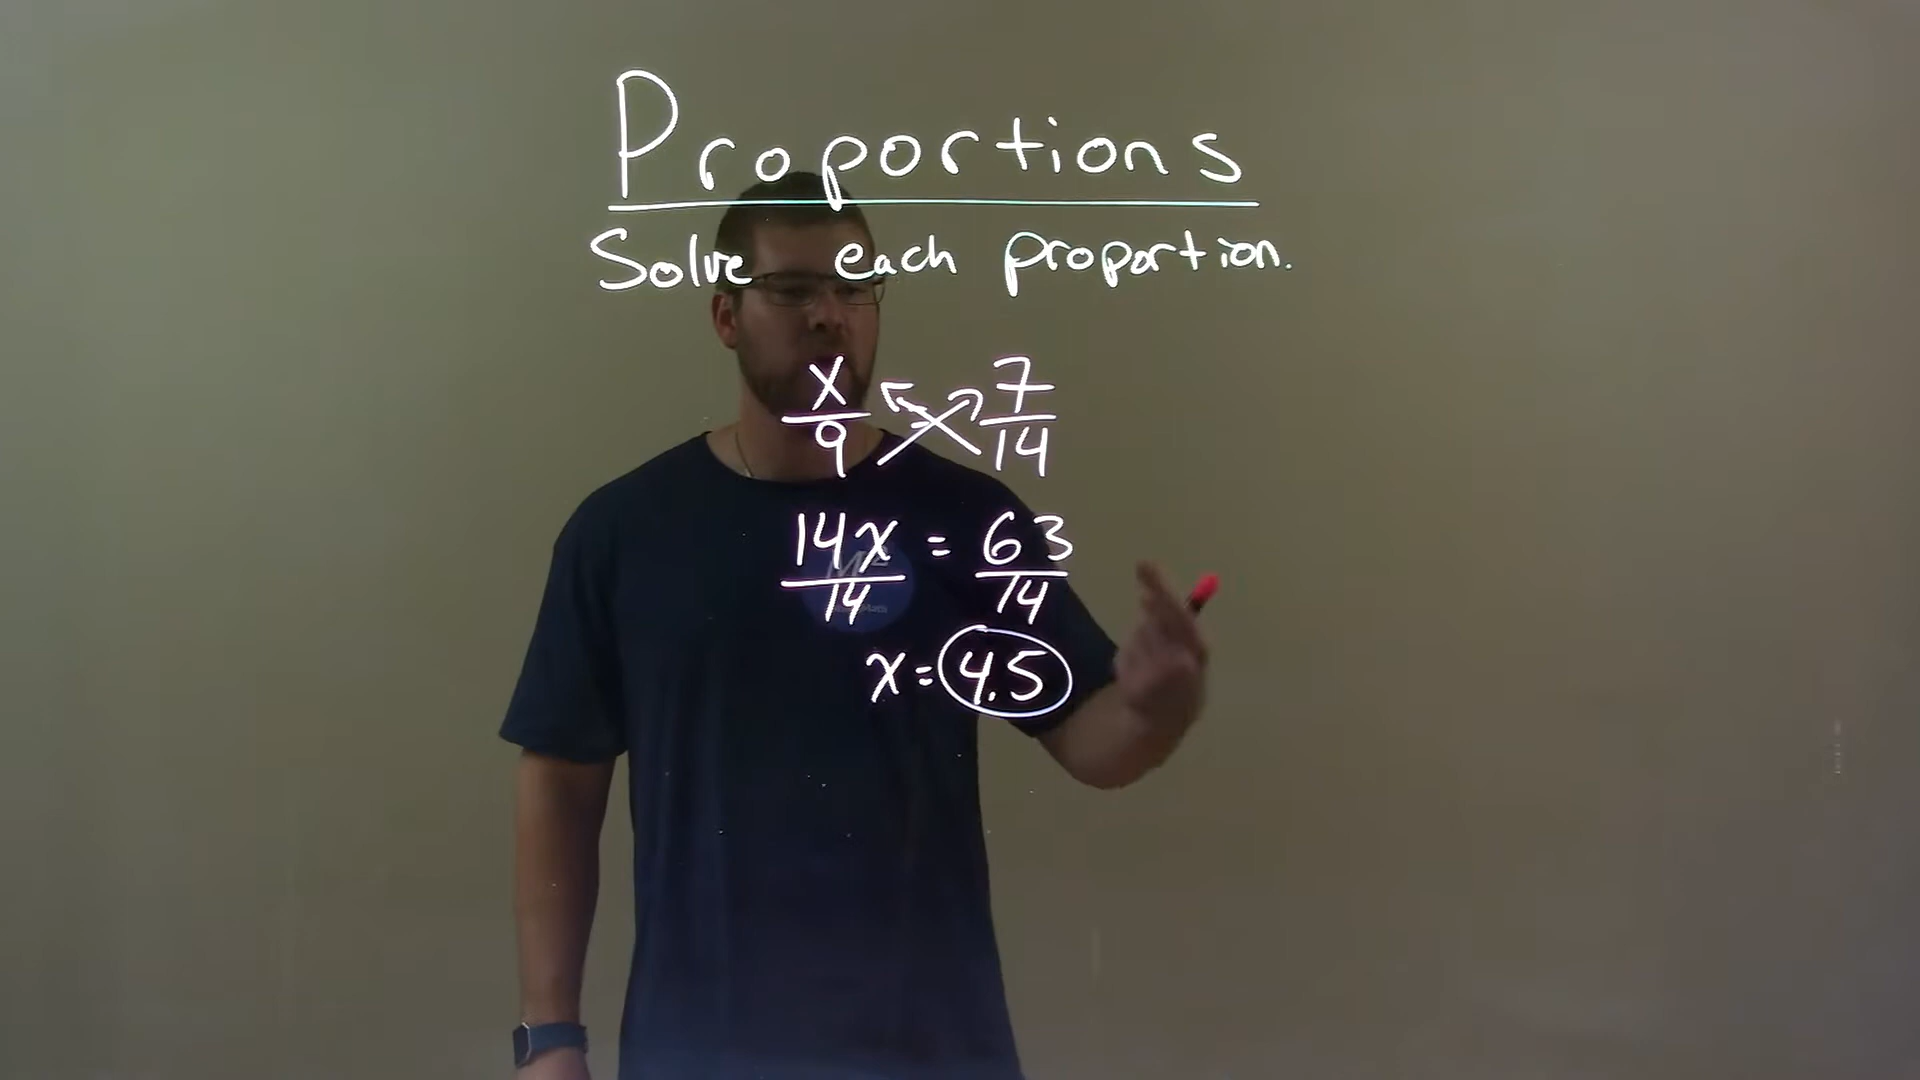 Proportions
Solve each proportion.
x/9 = 7/14
14x/14 = 63/14
x = 4.5